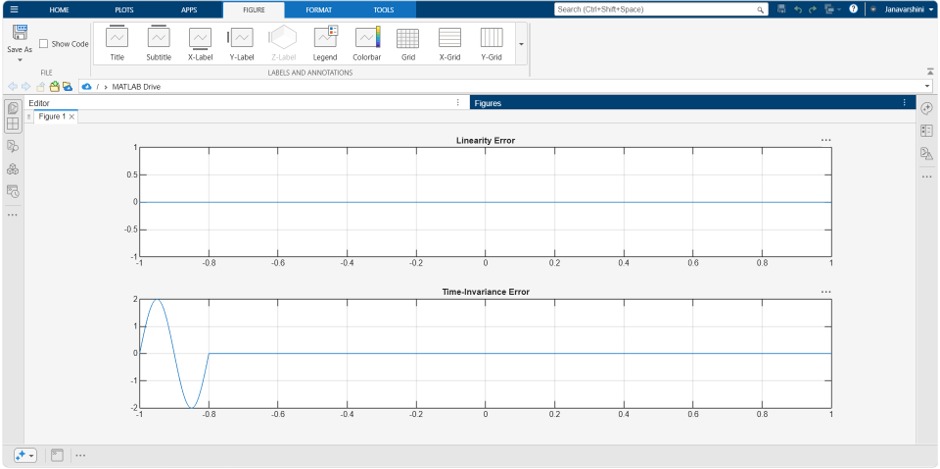 HOME PLOTS APPS FIGURE FORMAT TOOLS Search (Ctrl+Shift+Space) Janavarshini
Save As Show Code Title Subtitle X-Label Y-Label Z-Label Legend Colorbar Grid X-Grid Y-Grid
FILE LABELS AND ANNOTATIONS
/ > MATLAB Drive
Editor Figures
Figure 1
Linearity Error
1
0.5
0
-0.5
-1
-1 -0.8 -0.6 -0.4 -0.2 0 0.2 0.4 0.6 0.8 1
Time-Invariance Error
2
1
0
-1
-2
-1 -0.8 -0.6 -0.4 -0.2 0 0.2 0.4 0.6 0.8 1